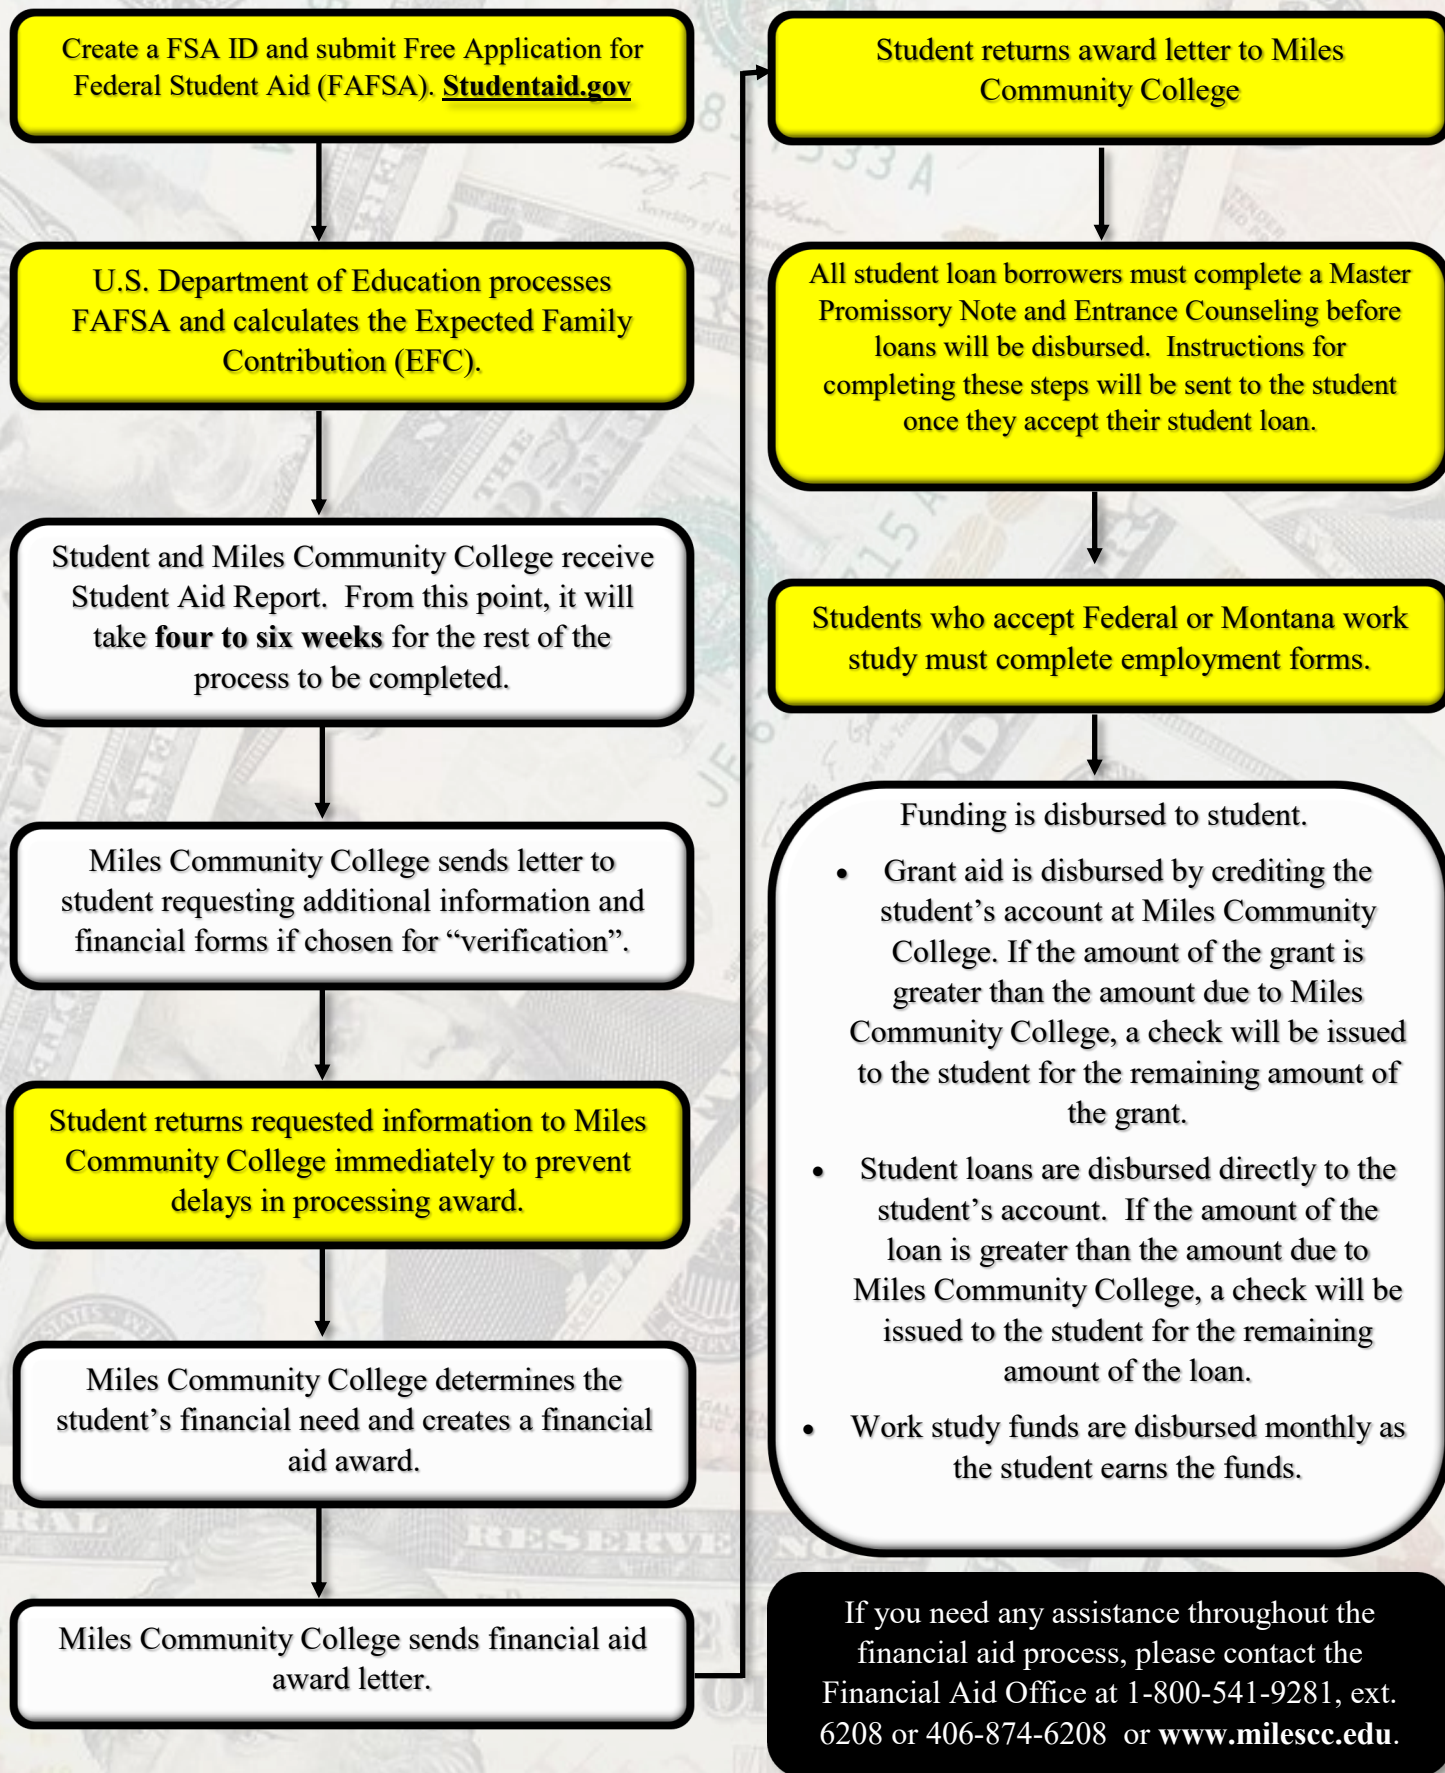 Create a FSA ID and submit Free Application for
Federal Student Aid (FAFSA). Studentaid.gov
U.S. Department of Education processes
FAFSA and calculates the Expected Family
Contribution (EFC).
Student and Miles Community College receive
Student Aid Report.  From this point, it will
take four to six weeks for the rest of the
process to be completed.
Miles Community College sends letter to
student requesting additional information and
financial forms if chosen for “verification”.
Student returns requested information to Miles
Community College immediately to prevent
delays in processing award.
Miles Community College determines the
student’s financial need and creates a financial
aid award.
Miles Community College sends financial aid
award letter.
Student returns award letter to Miles
Community College
All student loan borrowers must complete a Master
Promissory Note and Entrance Counseling before
loans will be disbursed.  Instructions for
completing these steps will be sent to the student
once they accept their student loan.
Students who accept Federal or Montana work
study must complete employment forms.
Funding is disbursed to student.
• Grant aid is disbursed by crediting the
student’s account at Miles Community
College. If the amount of the grant is
greater than the amount due to Miles
Community College, a check will be issued
to the student for the remaining amount of
the grant.
• Student loans are disbursed directly to the
student’s account.  If the amount of the
loan is greater than the amount due to
Miles Community College, a check will be
issued to the student for the remaining
amount of the loan.
• Work study funds are disbursed monthly as
the student earns the funds.
If you need any assistance throughout the
financial aid process, please contact the
Financial Aid Office at 1-800-541-9281, ext.
6208 or 406-874-6208  or www.milescc.edu.